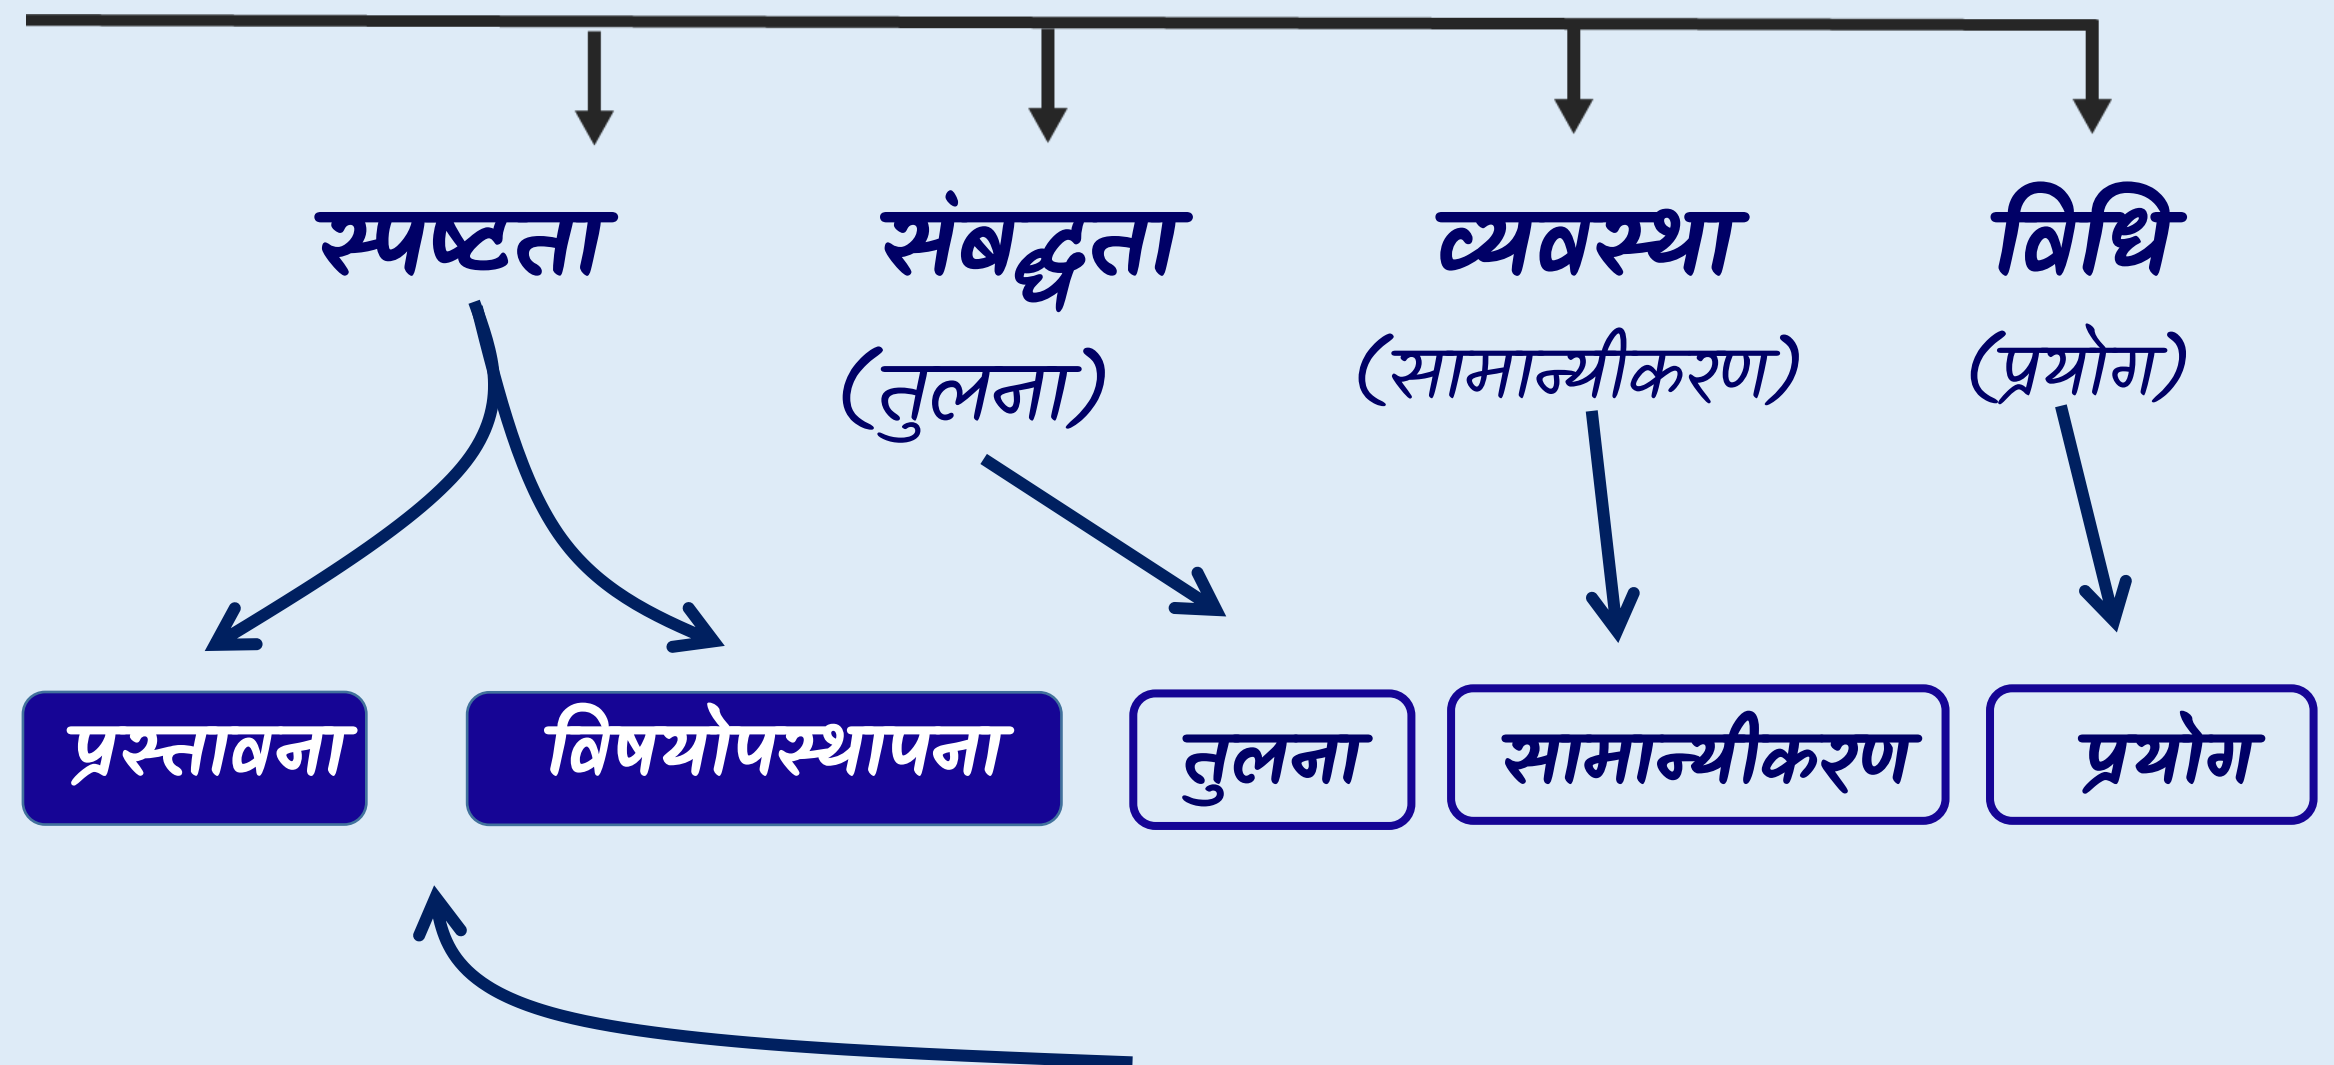 स्पष्टता संबद्धता व्यवस्था विधि
(तुलना) (सामान्यीकरण) (प्रयोग)
प्रस्तावना विषयोपस्थापना तुलना सामान्यीकरण प्रयोग